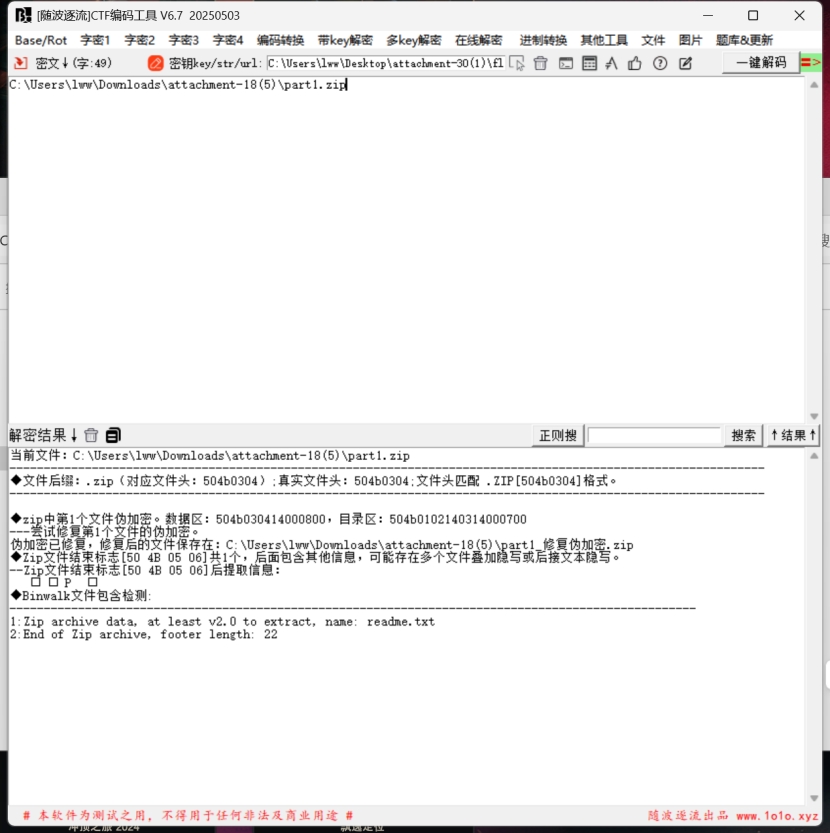 [随波逐流]CTF编码工具 V6.7 20250503
Base/Rot 字密1 字密2 字密3 字密4 编码转换 带key解密 多key解密 在线解密 进制转换 其他工具 文件 图片 题库&更新
密文↓(字:49) 密钥key/str/url: C:\Users\lww\Desktop\attachment-30(1)\fl 一键解码 =>
C:\Users\lww\Downloads\attachment-18(5)\part1.zip
解密结果↓ 正则搜 搜索 ↑结果↑
当前文件：C:\Users\lww\Downloads\attachment-18(5)\part1.zip
◆文件后缀：.zip（对应文件头：504b0304）;真实文件头：504b0304;文件头匹配 .ZIP[504b0304]格式。
◆zip中第1个文件伪加密。数据区：504b030414000800，目录区：504b0102140314000700
---尝试修复第1个文件的伪加密。
伪加密已修复，修复后的文件保存在：C:\Users\lww\Downloads\attachment-18(5)\part1_修复伪加密.zip
◆Zip文件结束标志[50 4B 05 06]共1个，后面包含其他信息，可能存在多个文件叠加隐写或后接文本隐写。
--Zip文件结束标志[50 4B 05 06]后提取信息：
□ □ P □
◆Binwalk文件包含检测:
1:Zip archive data, at least v2.0 to extract, name: readme.txt
2:End of Zip archive, footer length: 22
# 本软件为测试之用, 不得用于任何非法及商业用途 # 随波逐流出品 www.1o1o.xyz